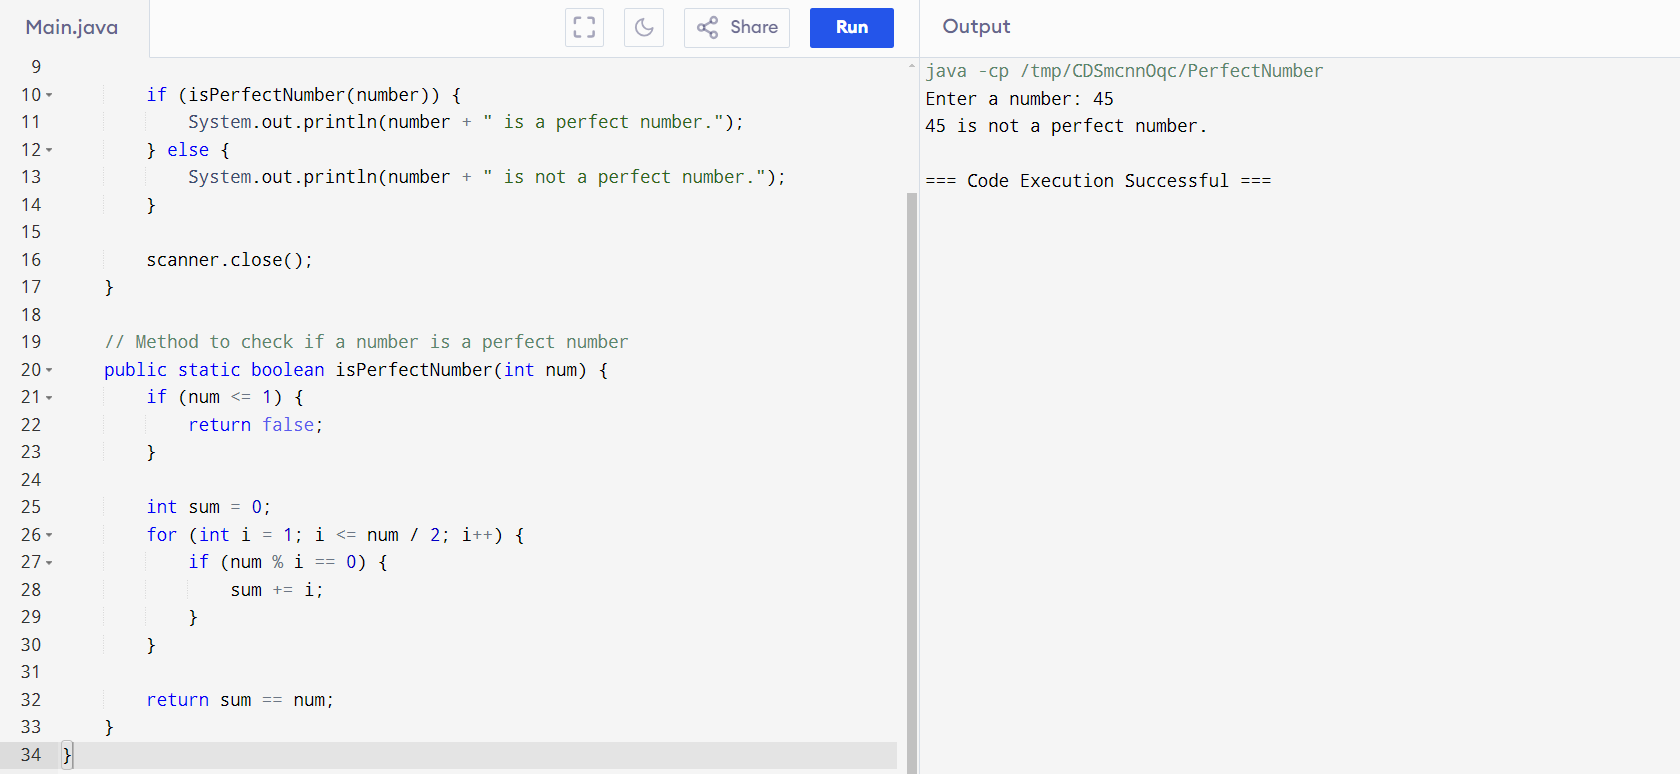 Main.java
Share
Run
Output
9
10 if (isPerfectNumber(number)) {
11 System.out.println(number + " is a perfect number.");
12 } else {
13 System.out.println(number + " is not a perfect number.");
14 }
15
16 scanner.close();
17 }
18
19 // Method to check if a number is a perfect number
20 public static boolean isPerfectNumber(int num) {
21 if (num <= 1) {
22 return false;
23 }
24
25 int sum = 0;
26 for (int i = 1; i <= num / 2; i++) {
27 if (num % i == 0) {
28 sum += i;
29 }
30 }
31
32 return sum == num;
33 }
34 }
java -cp /tmp/CDSmcnnOqc/PerfectNumber
Enter a number: 45
45 is not a perfect number.
=== Code Execution Successful ===